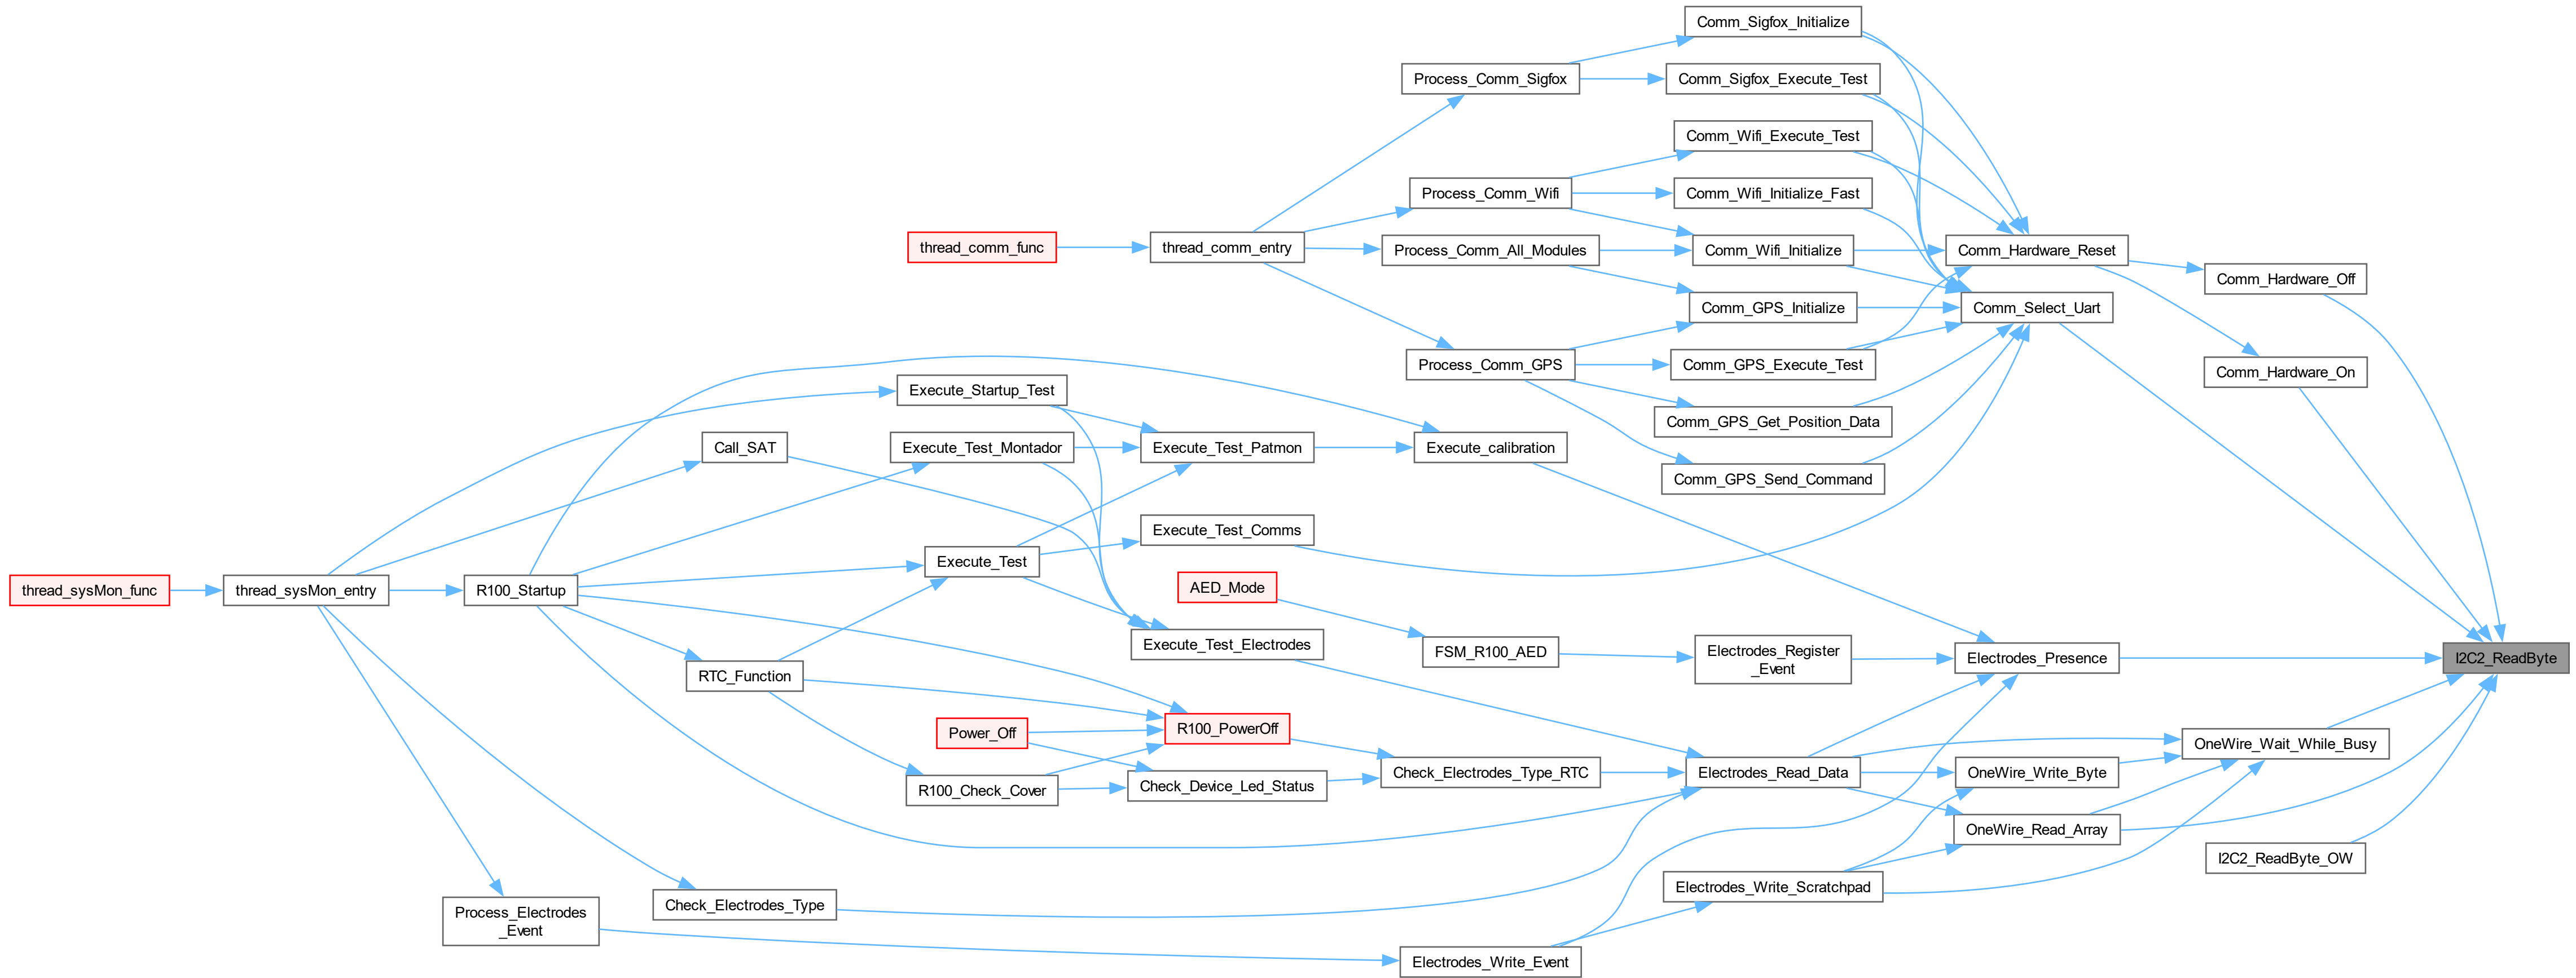 Comm_Sigfox_Initialize
Process_Comm_Sigfox
Comm_Sigfox_Execute_Test
Comm_Wifi_Execute_Test
Process_Comm_Wifi
Comm_Wifi_Initialize_Fast
thread_comm_func
thread_comm_entry
Process_Comm_All_Modules
Comm_Wifi_Initialize
Comm_Hardware_Reset
Comm_Hardware_Off
Comm_GPS_Initialize
Comm_Select_Uart
Process_Comm_GPS
Comm_GPS_Execute_Test
Comm_Hardware_On
Execute_Startup_Test
Comm_GPS_Get_Position_Data
Call_SAT
Execute_Test_Montador
Execute_Test_Patmon
Execute_calibration
Comm_GPS_Send_Command
Execute_Test_Comms
Execute_Test
thread_sysMon_func
thread_sysMon_entry
R100_Startup
AED_Mode
Execute_Test_Electrodes
FSM_R100_AED
Electrodes_Register
_Event
Electrodes_Presence
I2C2_ReadByte
RTC_Function
Power_Off
R100_PowerOff
OneWire_Wait_While_Busy
R100_Check_Cover
Check_Device_Led_Status
Check_Electrodes_Type_RTC
Electrodes_Read_Data
OneWire_Write_Byte
OneWire_Read_Array
I2C2_ReadByte_OW
Electrodes_Write_Scratchpad
Process_Electrodes
_Event
Check_Electrodes_Type
Electrodes_Write_Event